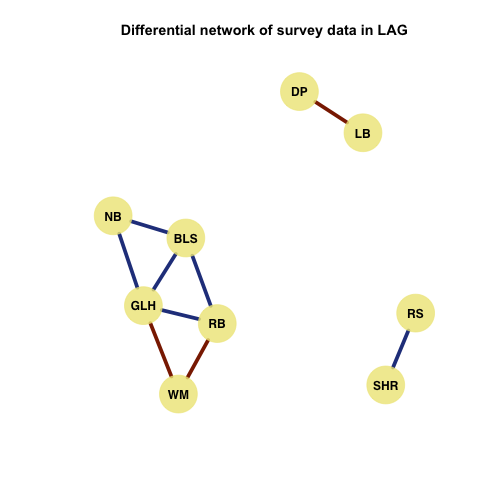 Differential network of survey data in LAG
DP
LB
NB
BLS
GLH
RB
RS
SHR
WM